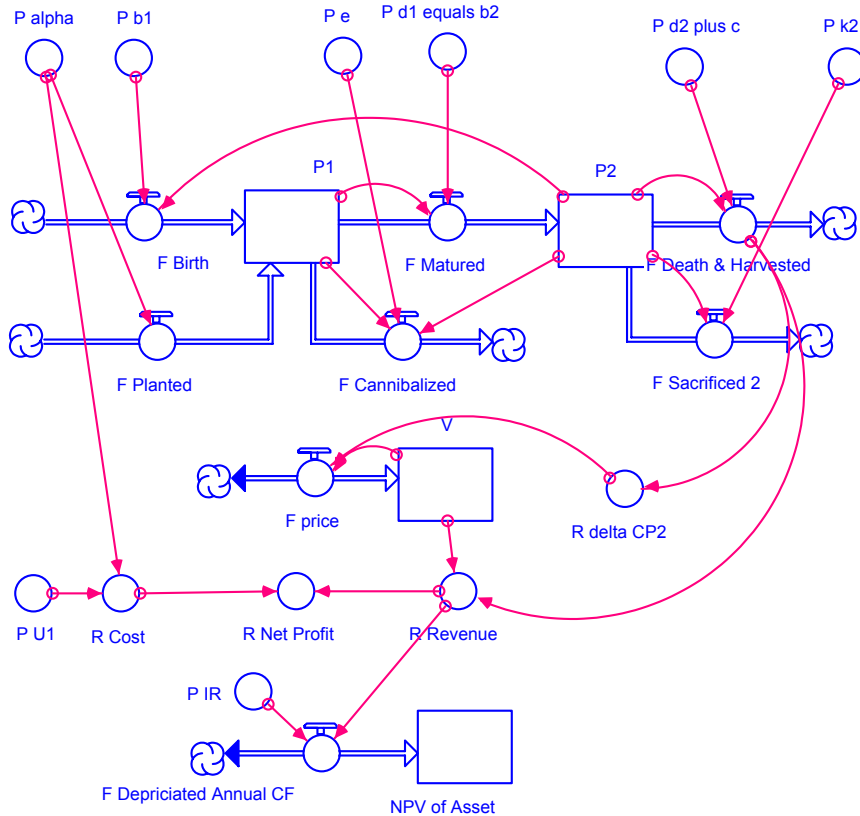 P alpha
P b1
P e
P d1 equals b2
P d2 plus c
P k2
P1
P2
F Birth
F Matured
F Death & Harvested
F Planted
F Cannibalized
F Sacrificed 2
V
F price
R delta CP2
P U1
R Cost
R Net Profit
R Revenue
P IR
F Depriciated Annual CF
NPV of Asset